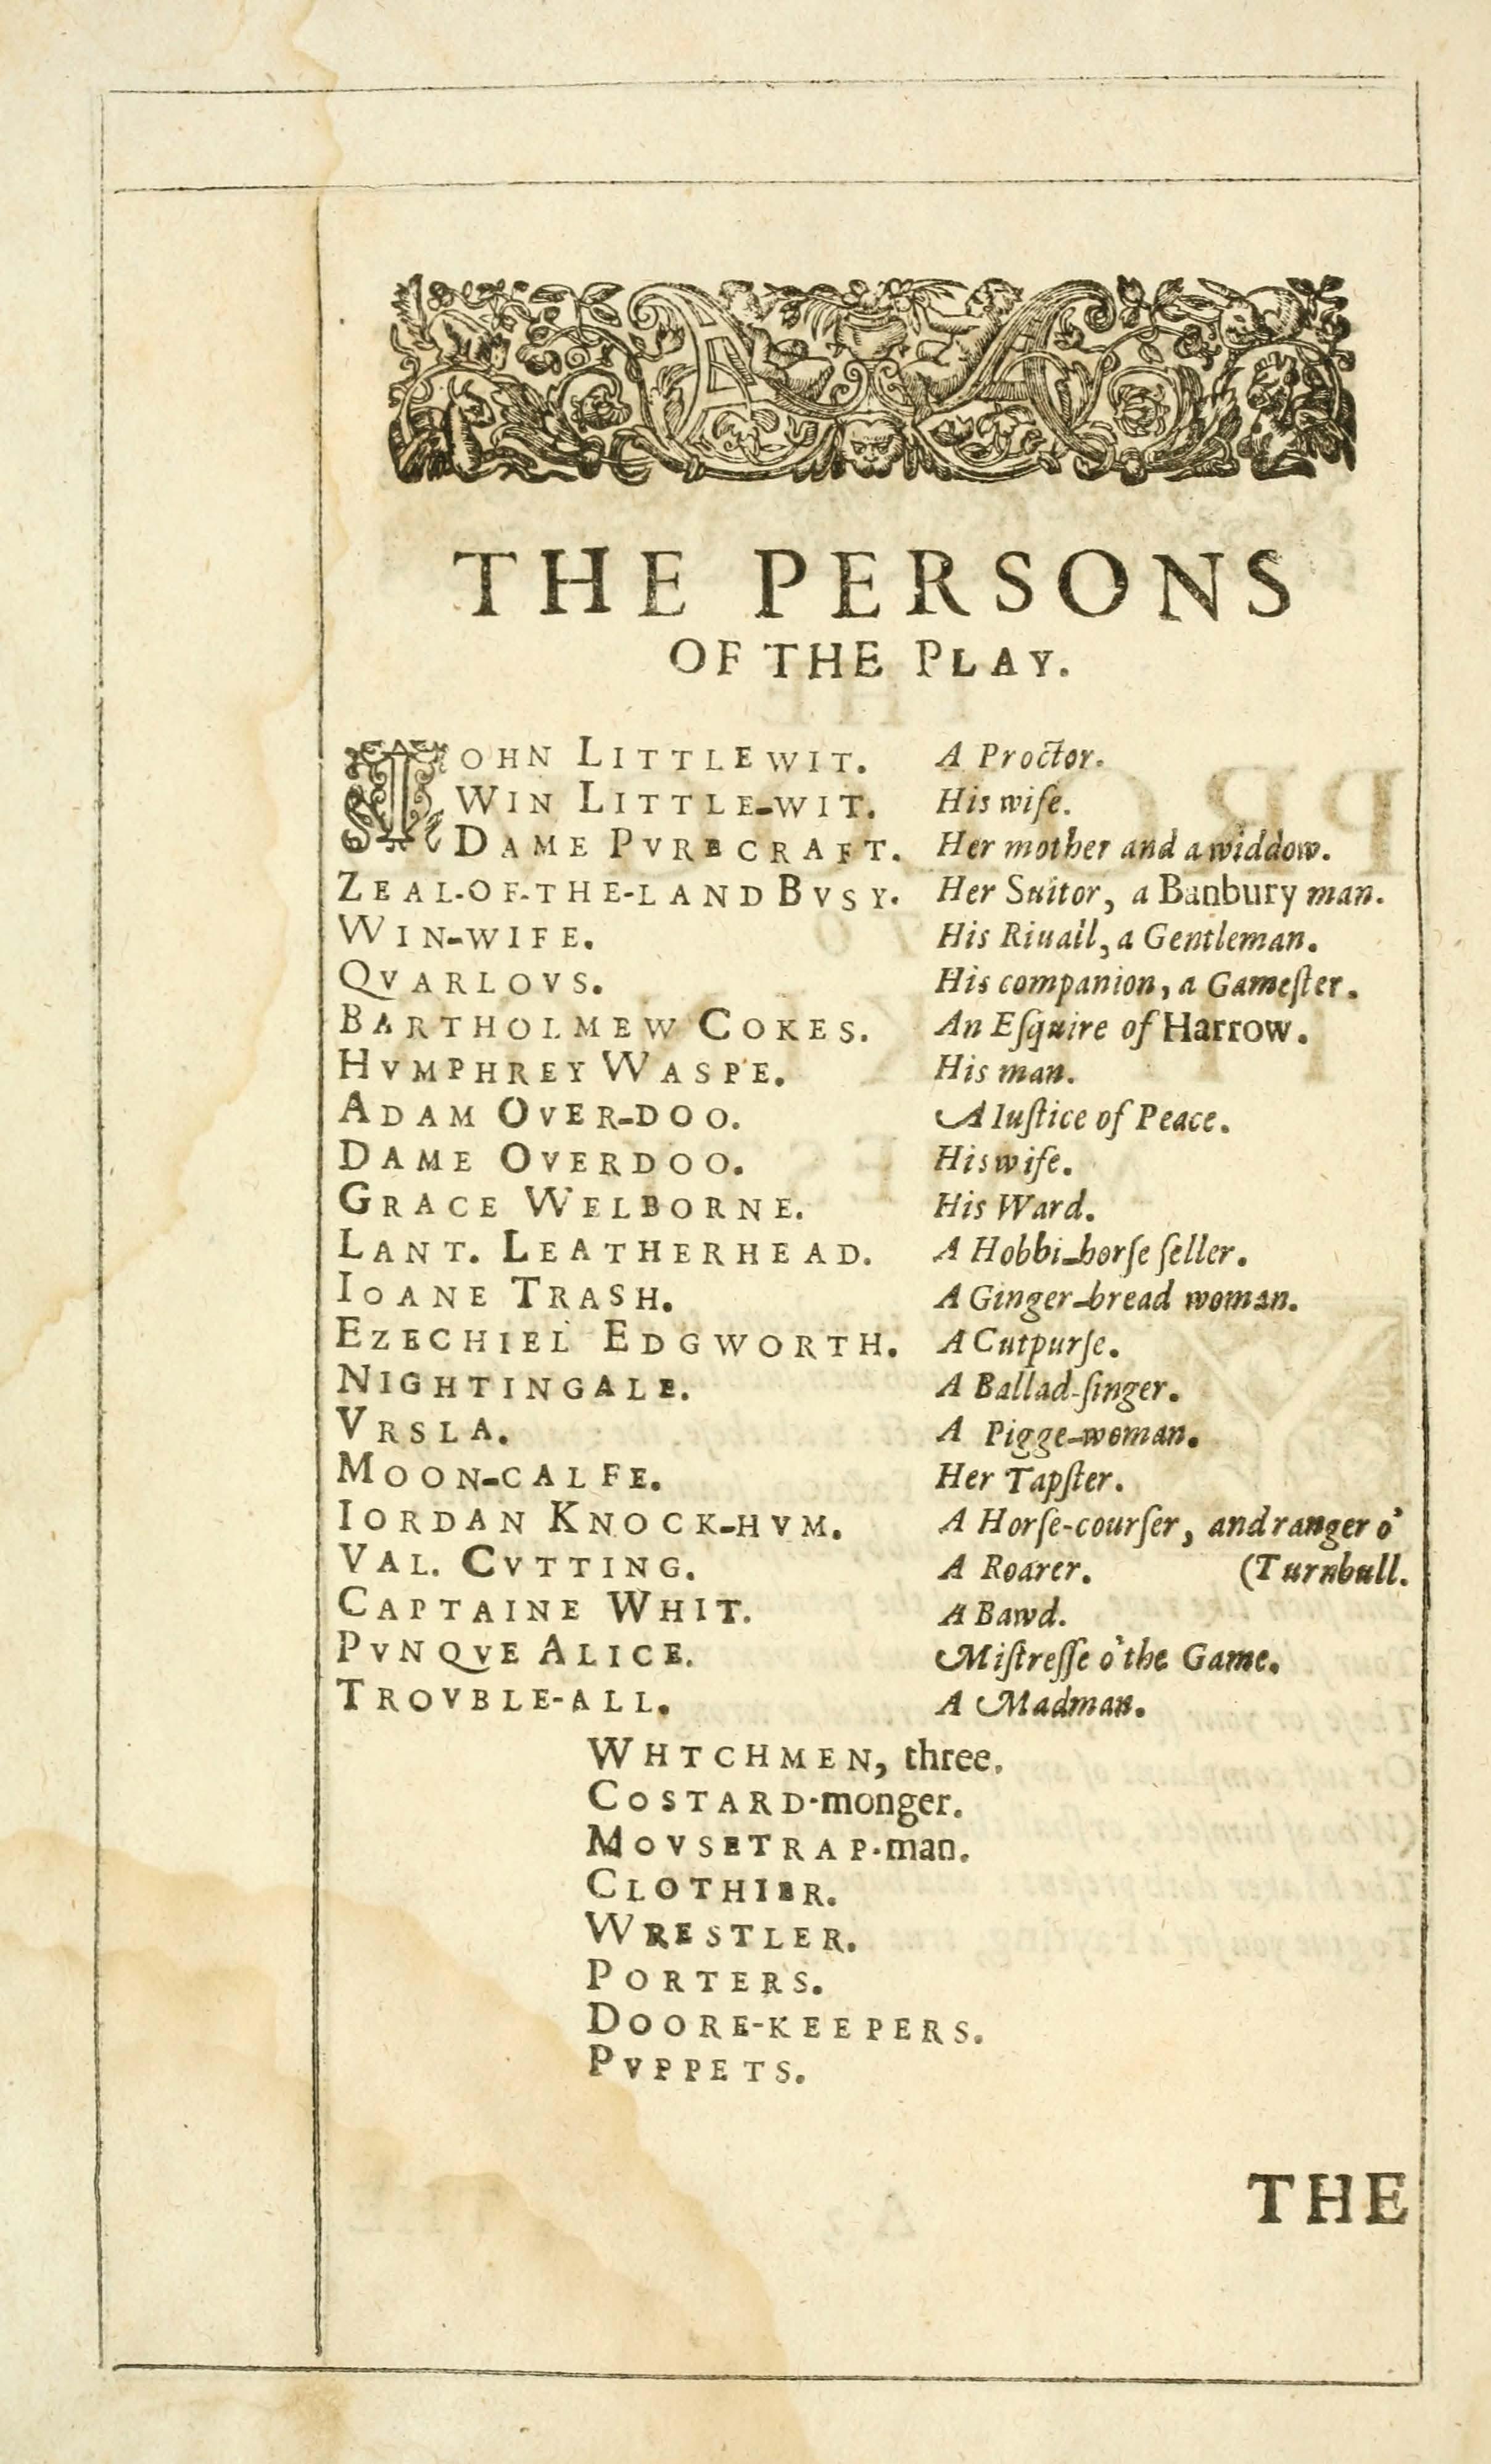 THE PERSONS
OF THE PLAY.
IOHN LITTLEWIT. A Proctor.
WIN LITTLE-WIT. His wife.
DAME PVRECRAFT. Her mother and a widdow.
ZEAL-OF-THE-LAND BVSY. Her Suitor, a Banbury man.
WIN-WIFE. His Riuall, a Gentleman.
QVARLOVS. His companion, a Gameſter.
BARTHOLMEW COKES. An Eſquire of Harrow.
HVMPHREY WASPE. His man.
ADAM OVER-DOO. A Iuſtice of Peace.
DAME OVERDOO. His wife.
GRACE WELBORNE. His Ward.
LANT. LEATHERHEAD. A Hobbi-horſe ſeller.
IOANE TRASH. A Ginger-bread woman.
EZECHIEL EDGWORTH. A Cutpurſe.
NIGHTINGALE. A Ballad-ſinger.
VRSLA. A Pigge-woman.
MOON-CALFE. Her Tapſter.
IORDAN KNOCK-HVM. A Horſe-courſer, and ranger o'
VAL. CVTTING. A Roarer. (Turnbull.
CAPTAINE WHIT. A Bawd.
PVNQVE ALICE. Miſtreſſe o'the Game.
TROVBLE-ALL. A Madman.
WHTCHMEN, three.
COSTARD-monger.
MOVSETRAP-man.
CLOTHIER.
WRESTLER.
PORTERS.
DOORE-KEEPERS.
PVPPETS.
THE